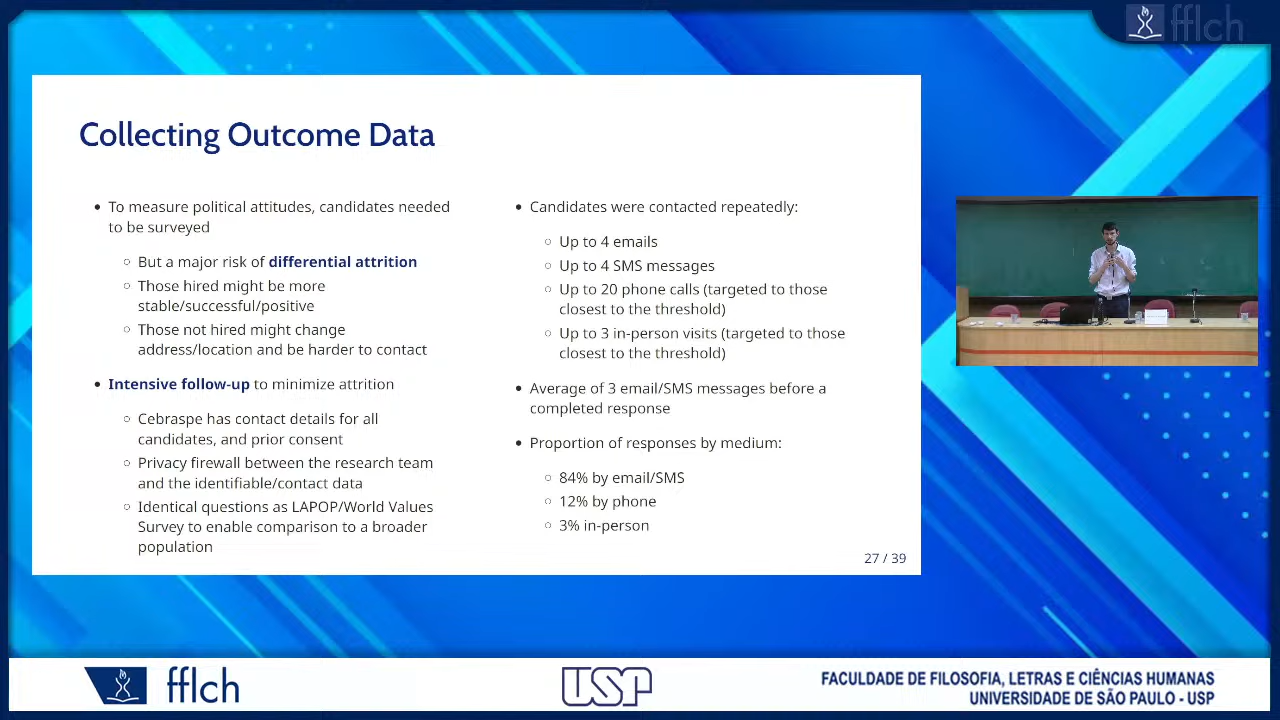 fflch
Collecting Outcome Data
• To measure political attitudes, candidates needed
to be surveyed
○ But a major risk of differential attrition
○ Those hired might be more
stable/successful/positive
○ Those not hired might change
address/location and be harder to contact
• Intensive follow-up to minimize attrition
○ Cebraspe has contact details for all
candidates, and prior consent
○ Privacy firewall between the research team
and the identifiable/contact data
○ Identical questions as LAPOP/World Values
Survey to enable comparison to a broader
population
• Candidates were contacted repeatedly:
○ Up to 4 emails
○ Up to 4 SMS messages
○ Up to 20 phone calls (targeted to those
closest to the threshold)
○ Up to 3 in-person visits (targeted to those
closest to the threshold)
• Average of 3 email/SMS messages before a
completed response
• Proportion of responses by medium:
○ 84% by email/SMS
○ 12% by phone
○ 3% in-person
27 / 39
fflch
USP
FACULDADE DE FILOSOFIA, LETRAS E CIÊNCIAS HUMANAS
UNIVERSIDADE DE SÃO PAULO - USP